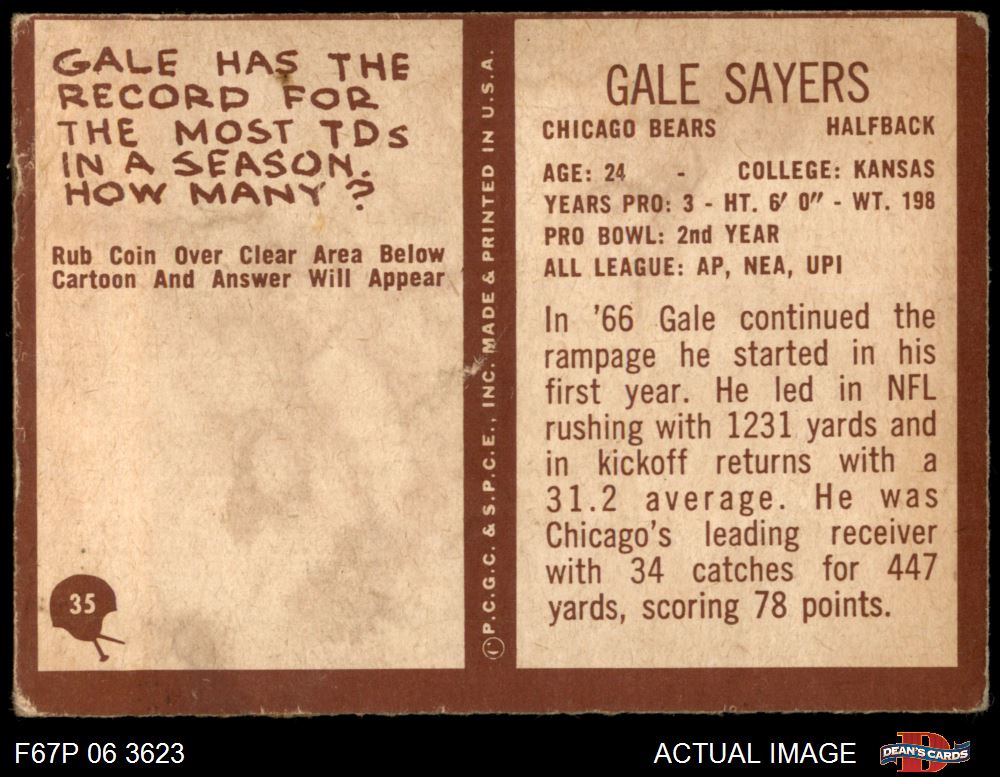 GALE HAS THE
RECORD FOR
THE MOST TDS
IN A SEASON.
HOW MANY?
Rub Coin Over Clear Area Below
Cartoon And Answer Will Appear
35
©P.C.G.C. & S.P.C.E., INC. MADE & PRINTED IN U.S.A.
GALE SAYERS
CHICAGO BEARS HALFBACK
AGE: 24 - COLLEGE: KANSAS
YEARS PRO: 3 - HT. 6' 0" - WT. 198
PRO BOWL: 2nd YEAR
ALL LEAGUE: AP, NEA, UPI
In '66 Gale continued the
rampage he started in his
first year. He led in NFL
rushing with 1231 yards and
in kickoff returns with a
31.2 average. He was
Chicago's leading receiver
with 34 catches for 447
yards, scoring 78 points.
F67P 06 3623
ACTUAL IMAGE
DEAN'S CARDS